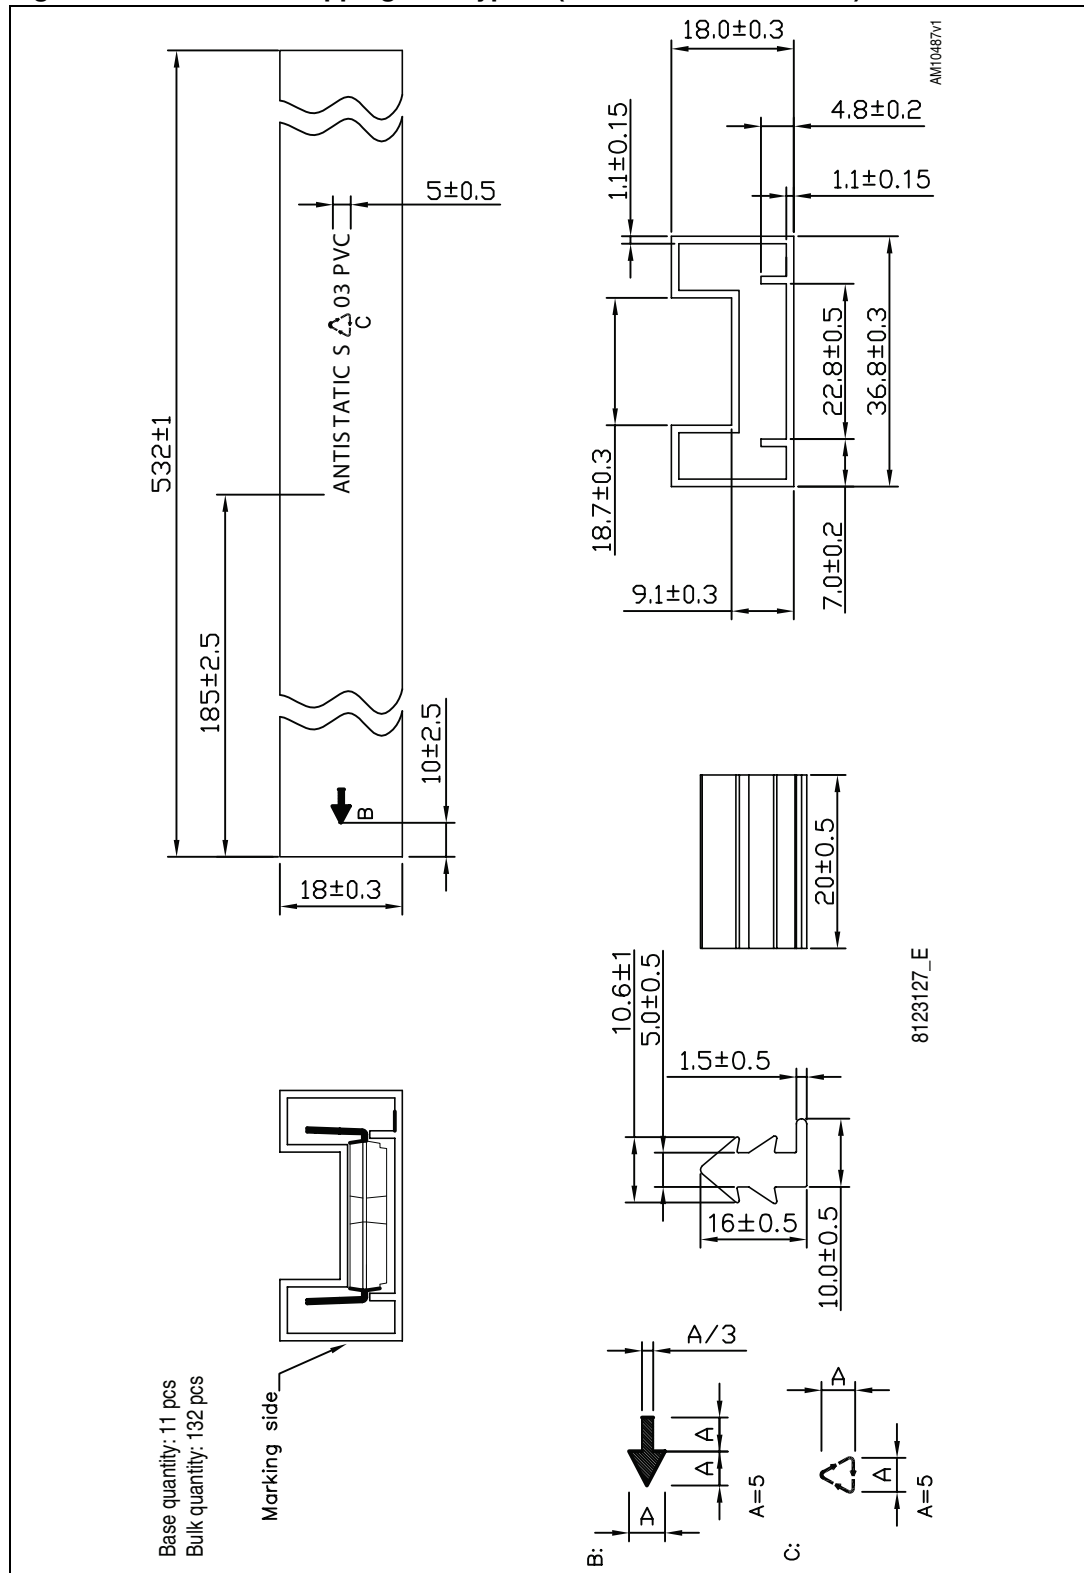 AM10487v1
18.0±0.3
4.8±0.2
1.1±0.15
1.1±0.15
22.8±0.5
36.8±0.3
18.7±0.3
9.1±0.3
7.0±0.2
532±1
5±0.5
ANTISTATIC S 03 PVC
C
185±2.5
10±2.5
B
18±0.3
20±0.5
8123127_E
10.6±1
5.0±0.5
1.5±0.5
16±0.5
10.0±0.5
Base quantity: 11 pcs
Bulk quantity: 132 pcs
Marking side
B:
A/3
A
A
A
A=5
C:
A
A
A=5